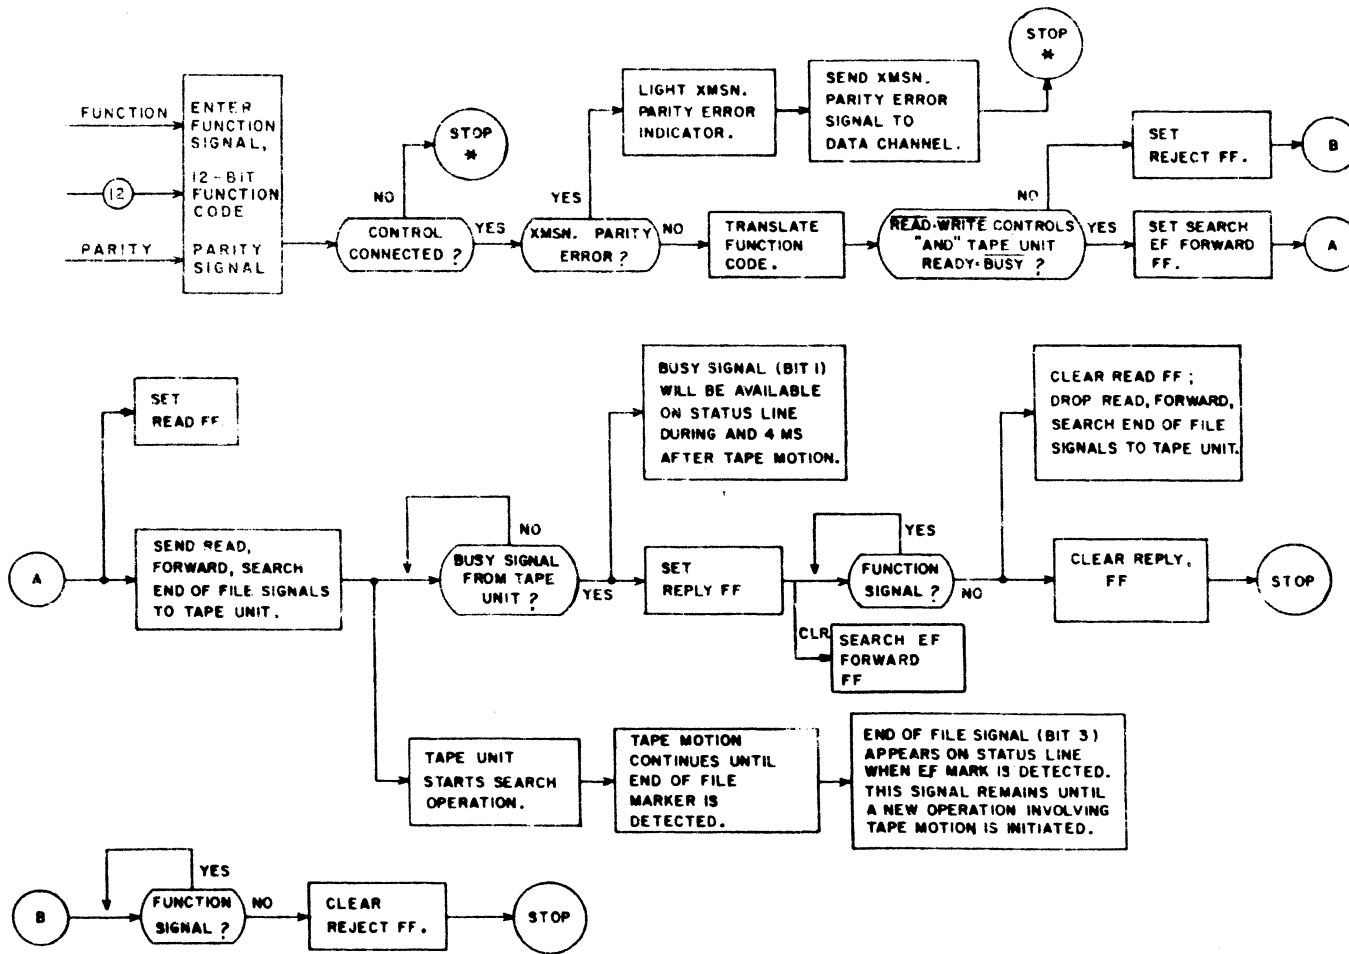 FUNCTION
ENTER
FUNCTION
SIGNAL,
12
12-BIT
FUNCTION
CODE
PARITY
PARITY
SIGNAL
STOP
*
NO
CONTROL
CONNECTED ?
YES
LIGHT XMSN.
PARITY ERROR
INDICATOR.
SEND XMSN.
PARITY ERROR
SIGNAL TO
DATA CHANNEL.
STOP
*
YES
XMSN. PARITY
ERROR?
NO
TRANSLATE
FUNCTION
CODE.
NO
READ·WRITE CONTROLS
"AND" TAPE UNIT
READY·BUSY ?
YES
SET
REJECT FF.
B
SET SEARCH
EF FORWARD
FF.
A
SET
READ FF.
A
SEND READ,
FORWARD, SEARCH
END OF FILE SIGNALS
TO TAPE UNIT.
NO
BUSY SIGNAL
FROM TAPE
UNIT ?
YES
BUSY SIGNAL (BIT 1)
WILL BE AVAILABLE
ON STATUS LINE
DURING AND 4 MS
AFTER TAPE MOTION.
SET
REPLY FF
YES
FUNCTION
SIGNAL ?
NO
CLR
SEARCH EF
FORWARD
FF
CLEAR READ FF;
DROP READ, FORWARD,
SEARCH END OF FILE
SIGNALS TO TAPE UNIT.
CLEAR REPLY.
FF
STOP
TAPE UNIT
STARTS SEARCH
OPERATION.
TAPE MOTION
CONTINUES UNTIL
END OF FILE
MARKER IS
DETECTED.
END OF FILE SIGNAL (BIT 3)
APPEARS ON STATUS LINE
WHEN EF MARK IS DETECTED.
THIS SIGNAL REMAINS UNTIL
A NEW OPERATION INVOLVING
TAPE MOTION IS INITIATED.
YES
B
FUNCTION
SIGNAL ?
NO
CLEAR
REJECT FF.
STOP